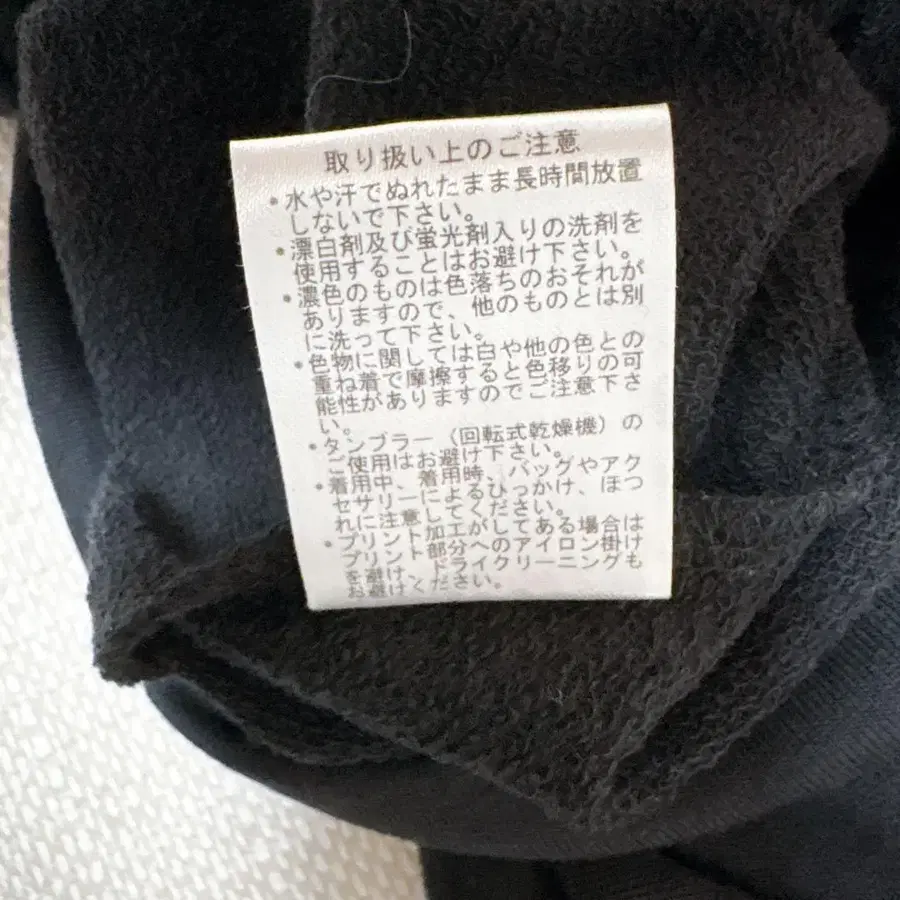 取り扱い上のご注意
・水や汗でぬれたまま長時間放置
しないで下さい。
・漂白剤及び蛍光剤入りの洗剤を
使用することはお避け下さい。
・濃色のものは色落ちのおそれが
ありますので、他のものとは別
に洗って下さい。
・色物に関しては白や他の色との
重ね着で摩擦すると色移りの可
能性がありますのでご注意下さ
い。
・タンブラー（回転式乾燥機）の
ご使用はお避け下さい。
・着用中、着用時、バッグやアク
セサリーによるひっかけ、ほつ
れに注意してください。
・プリント加工がしてある場合は
プリント部分へのアイロン掛け
を避け、ドライクリーニングも
お避けください。